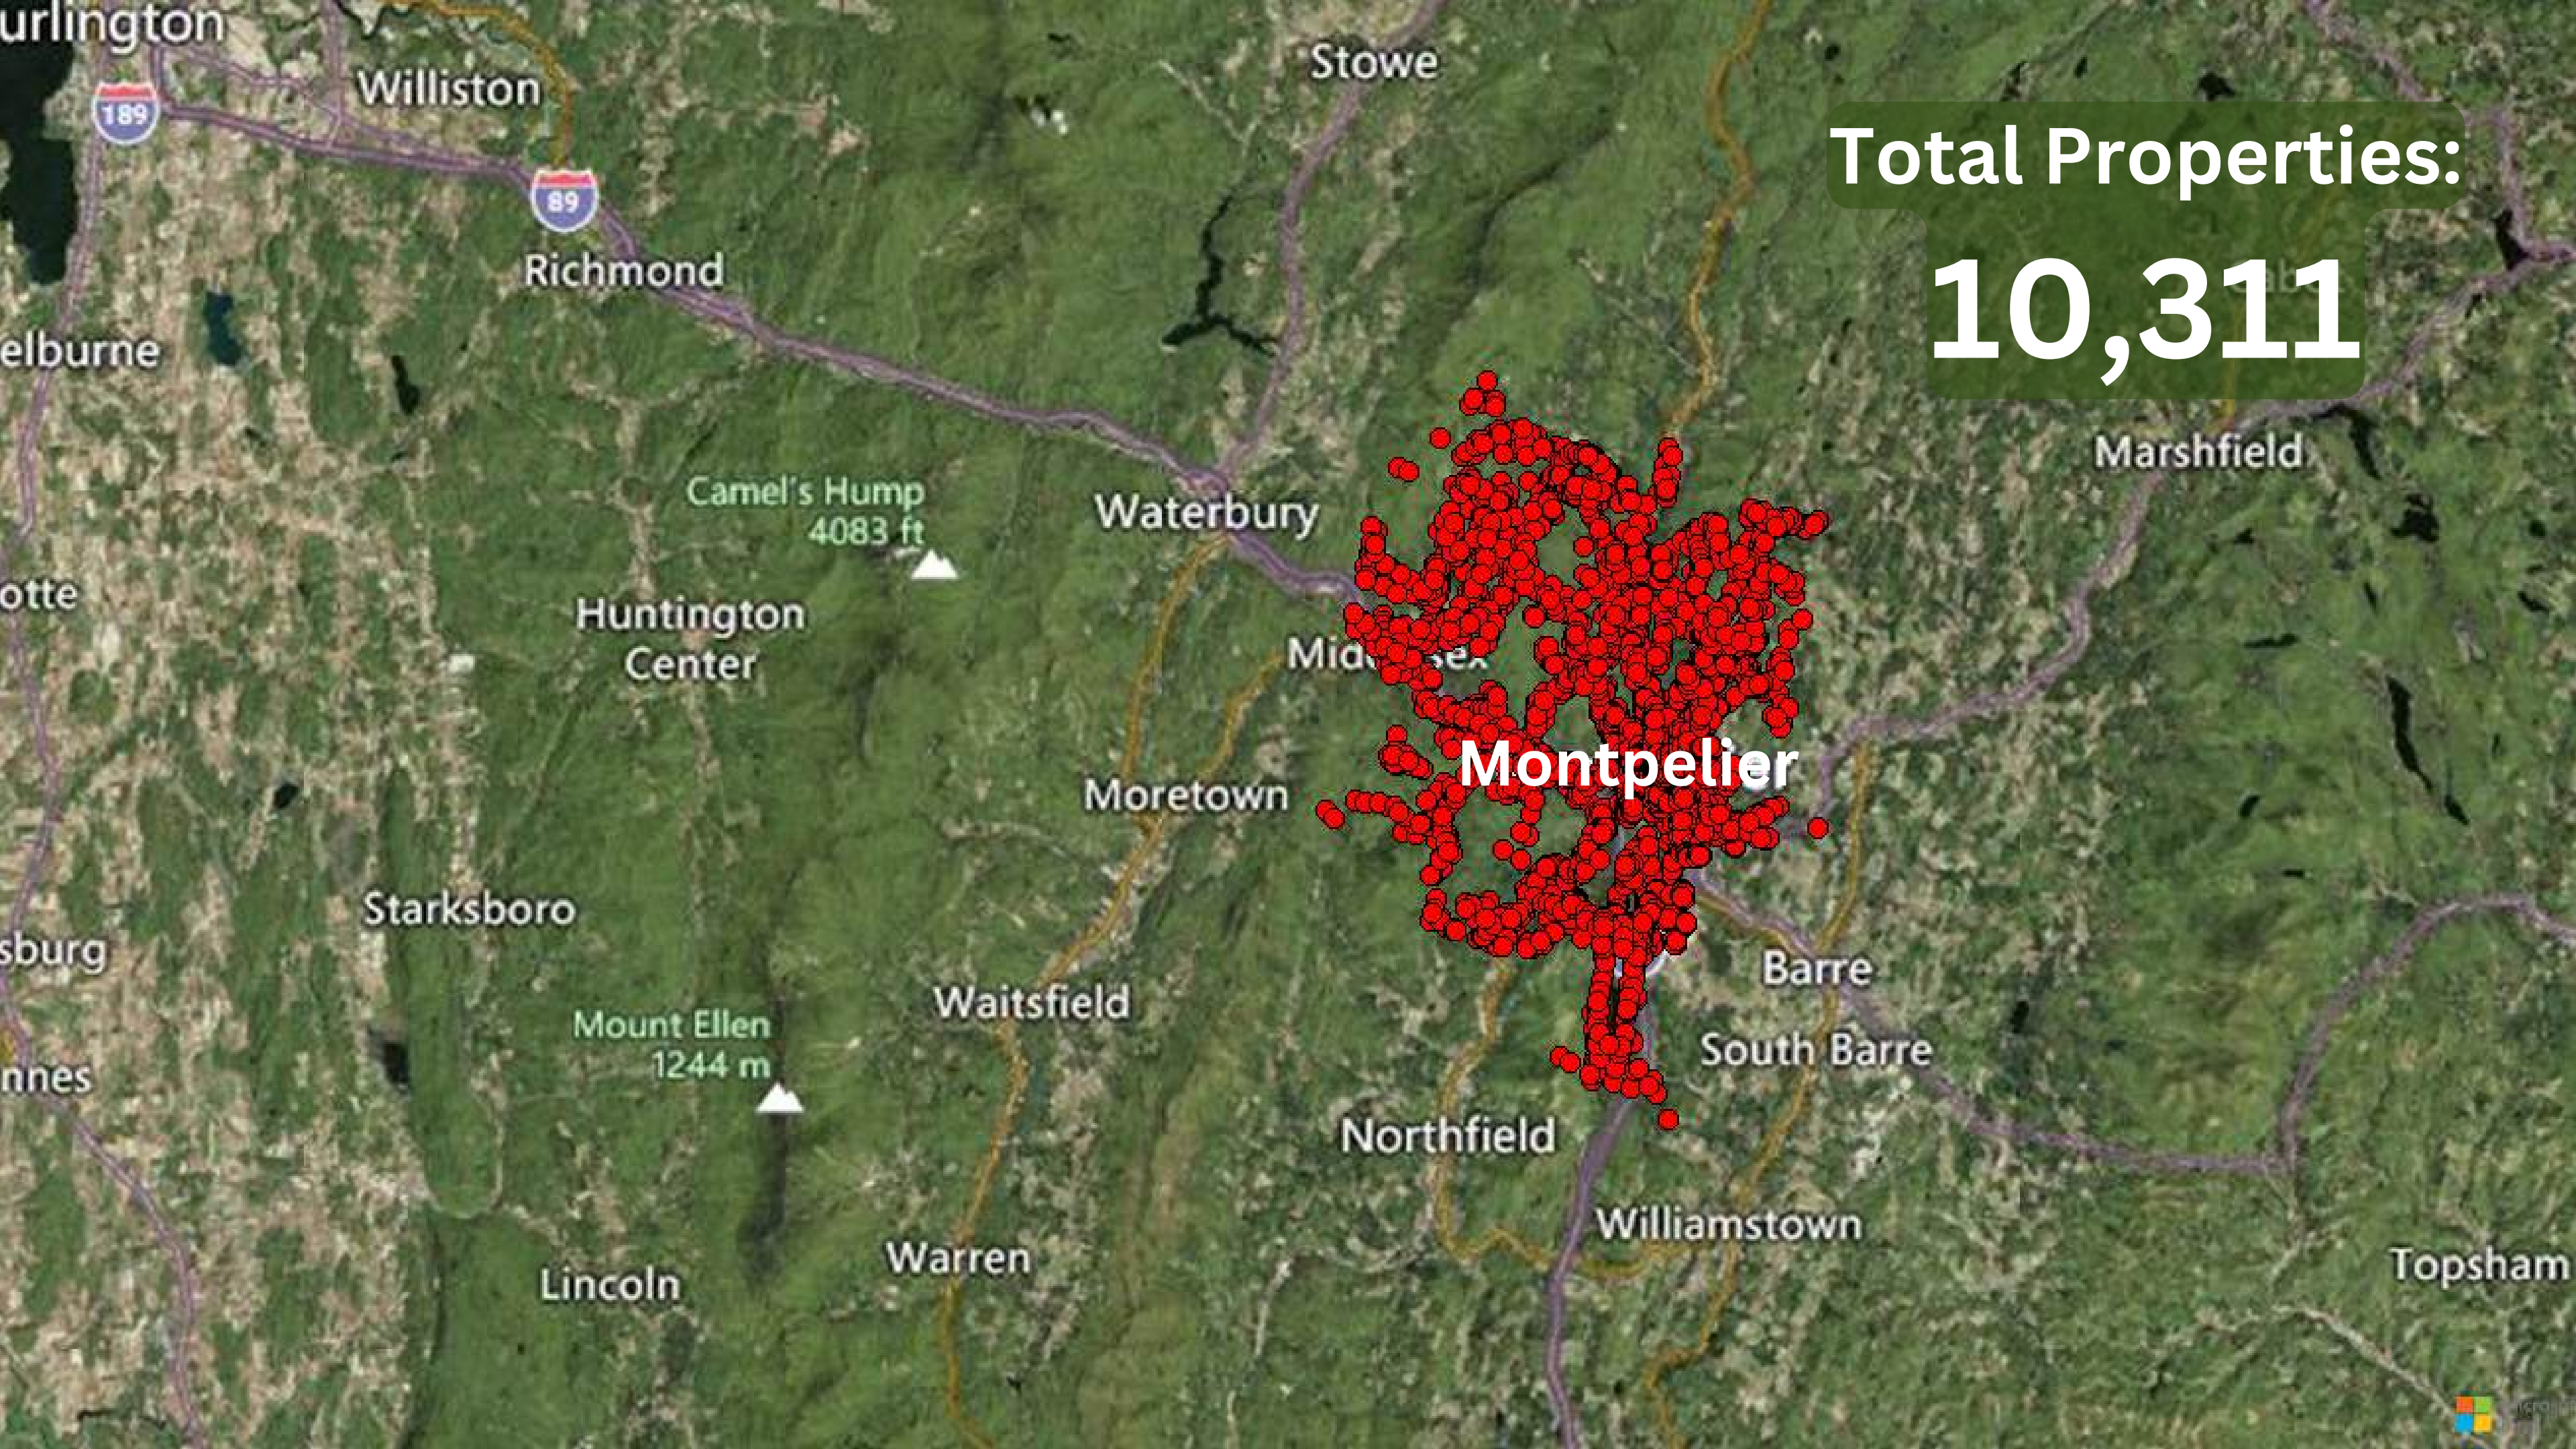 urlington
Stowe
Williston
189
Total Properties:
89
Richmond
10,311
elburne
Marshfield
Camel's Hump
4083 ft
Waterbury
otte
Huntington
Center
Montpelier
Moretown
Starksboro
sburg
Barre
Waitsfield
Mount Ellen
1244 m
South Barre
nnes
Northfield
Williamstown
Warren
Topsham
Lincoln